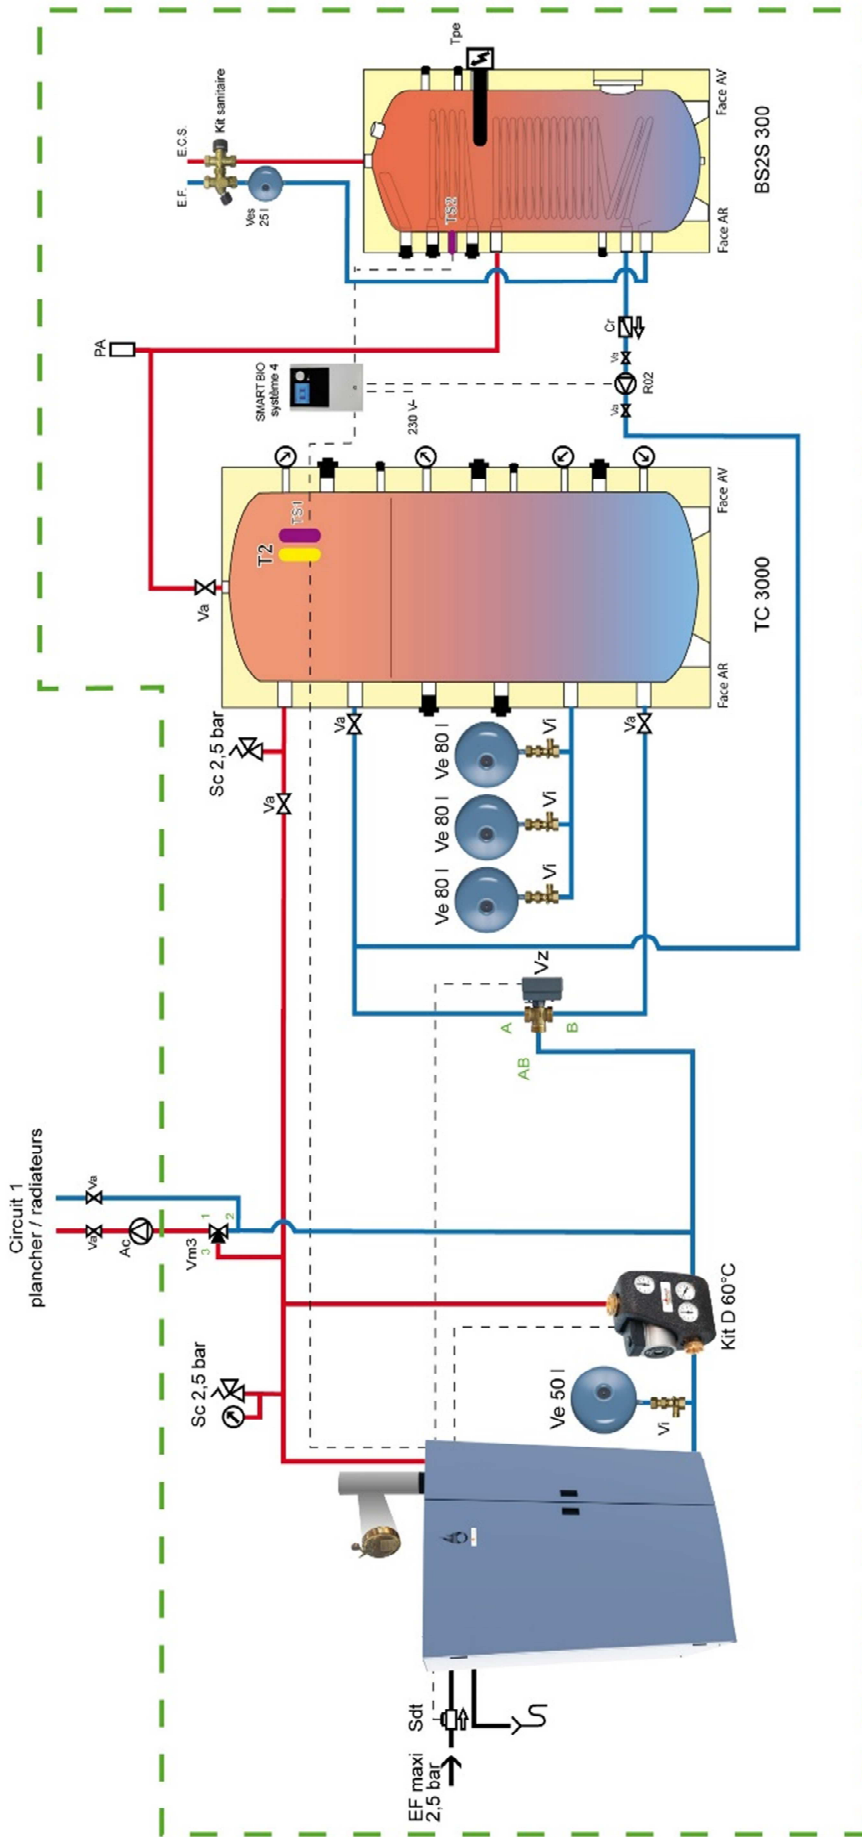 Circuit 1
plancher / radiateurs
Va
Va
Ac
1
2
3
Vm3
Sc 2,5 bar
EF maxi
2,5 bar
Sdt
Ve 50 l
Vi
Kit D 60°C
AB
A
B
Vz
Sc 2,5 bar
Va
Ve 80 l
Ve 80 l
Ve 80 l
Vi
Vi
Vi
Va
Va
Va
T2
TS1
Face AR
Face AV
TC 3000
PA
SMART BIO
système 4
230 V~
Va
R02
Va
Cr
E.F.
E.C.S.
Kit sanitaire
Ves
25 l
TS2
Tpe
Face AR
Face AV
BS2S 300